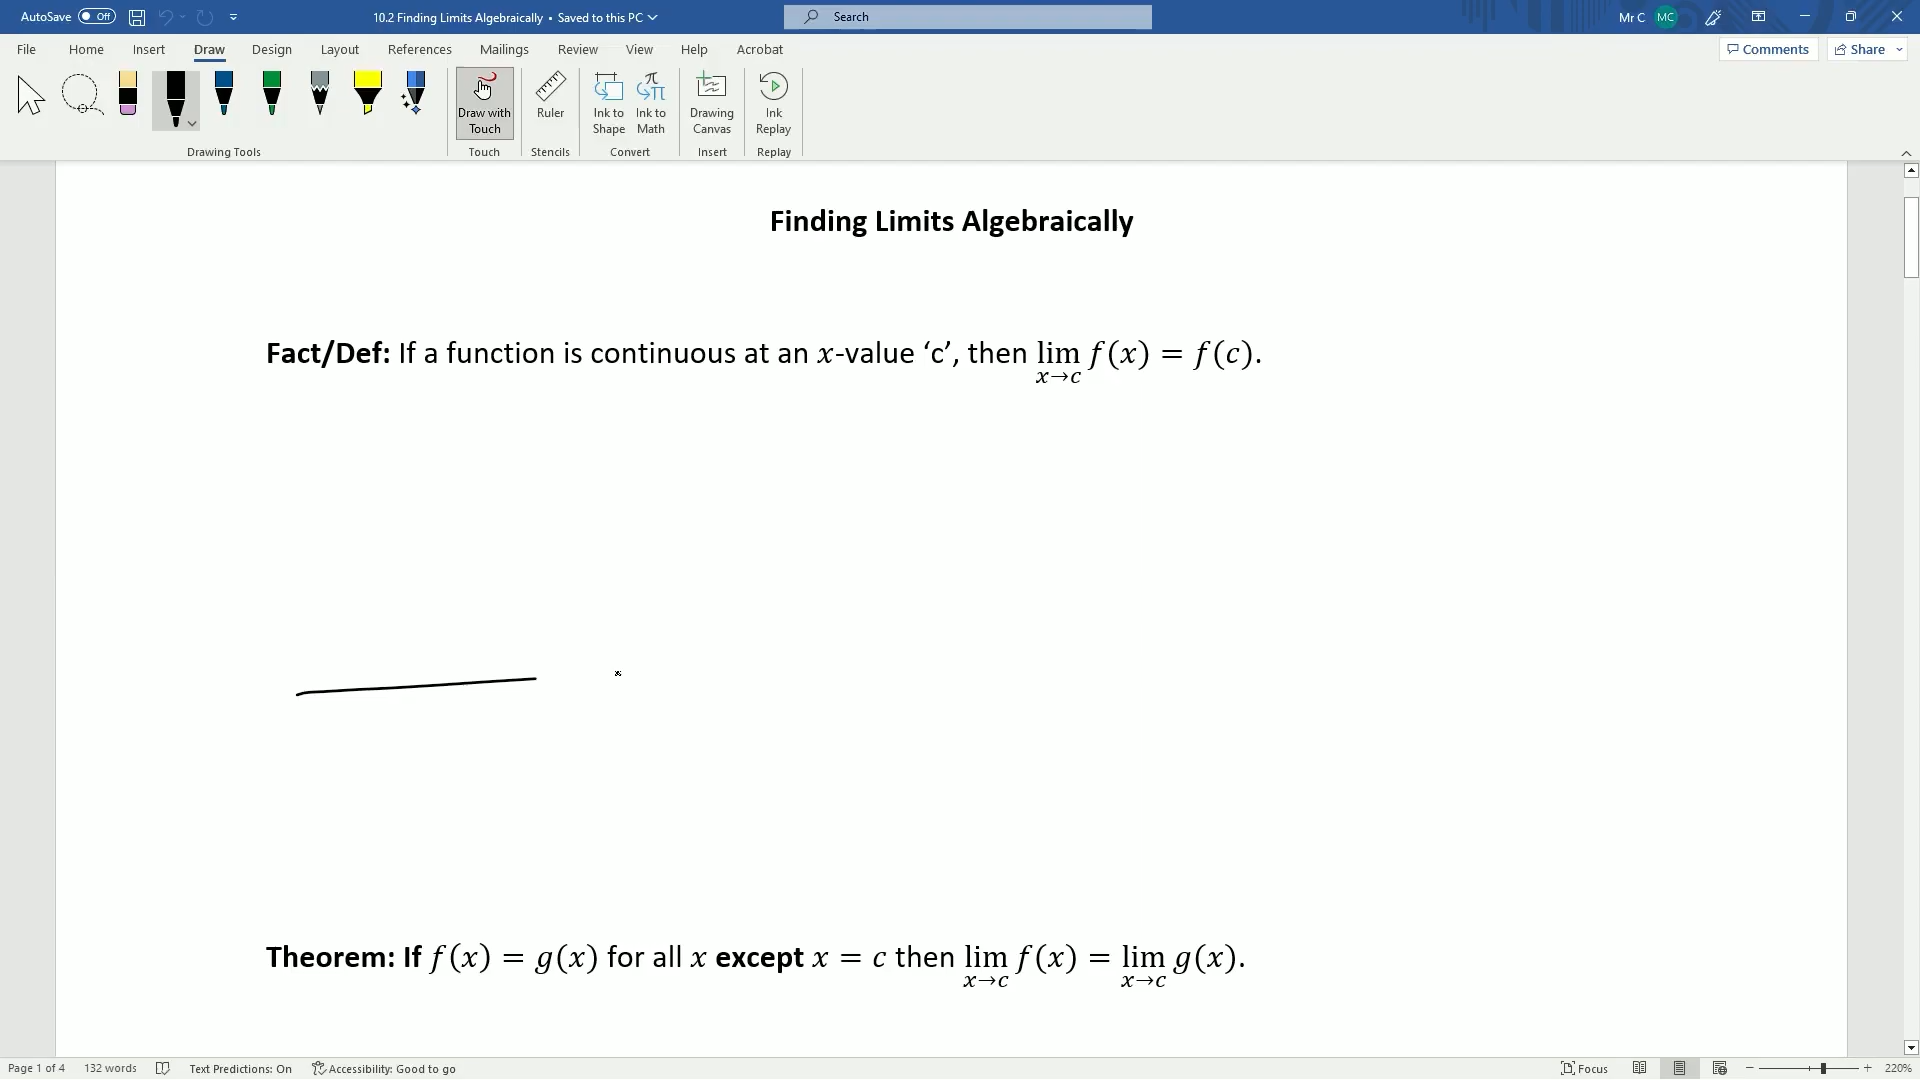 AutoSave Off 10.2 Finding Limits Algebraically • Saved to this PC Search Mr C MC
File Home Insert Draw Design Layout References Mailings Review View Help Acrobat Comments Share
Draw with Touch Ruler Ink to Shape Ink to Math Drawing Canvas Ink Replay
Drawing Tools Touch Stencils Convert Insert Replay
Finding Limits Algebraically
Fact/Def: If a function is continuous at an x-value ‘c’, then lim x→c f(x) = f(c).
Theorem: If f(x) = g(x) for all x except x = c then lim x→c f(x) = lim x→c g(x).
Page 1 of 4 132 words Text Predictions: On Accessibility: Good to go Focus 220%